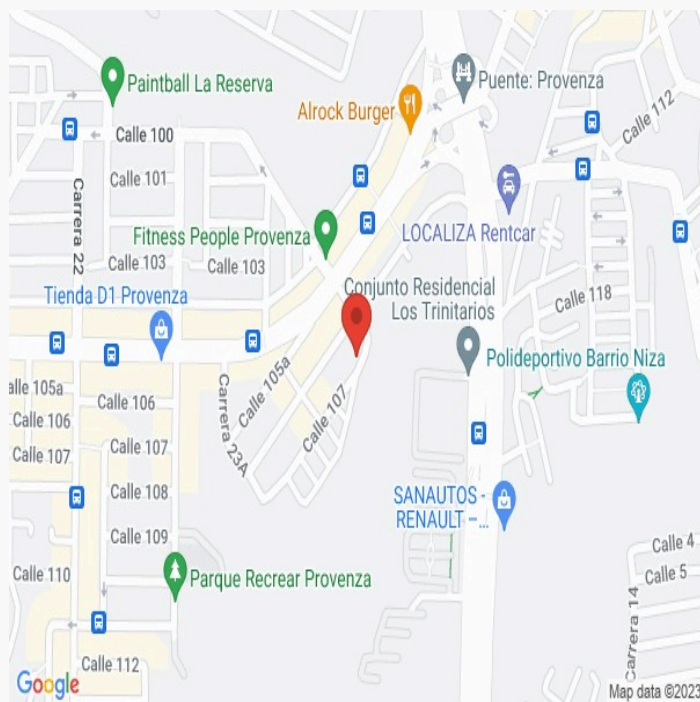 Paintball La Reserva
Puente: Provenza
Alrock Burger
Calle 112
Calle 100
Calle 101
Carrera 22
LOCALIZA Rentcar
Fitness People Provenza
Calle 103
Calle 103
Conjunto Residencial
Los Trinitarios
Calle 118
Tienda D1 Provenza
Polideportivo Barrio Niza
alle 105a
Calle 105a
Calle 106
Calle 106
Calle 107
Carrera 23A
Calle 107
Calle 107
Calle 108
SANAUTOS -
RENAULT –...
Calle 109
Calle 4
Calle 110
Parque Recrear Provenza
Calle 5
Carrera 14
Calle 112
Google
Map data ©2023